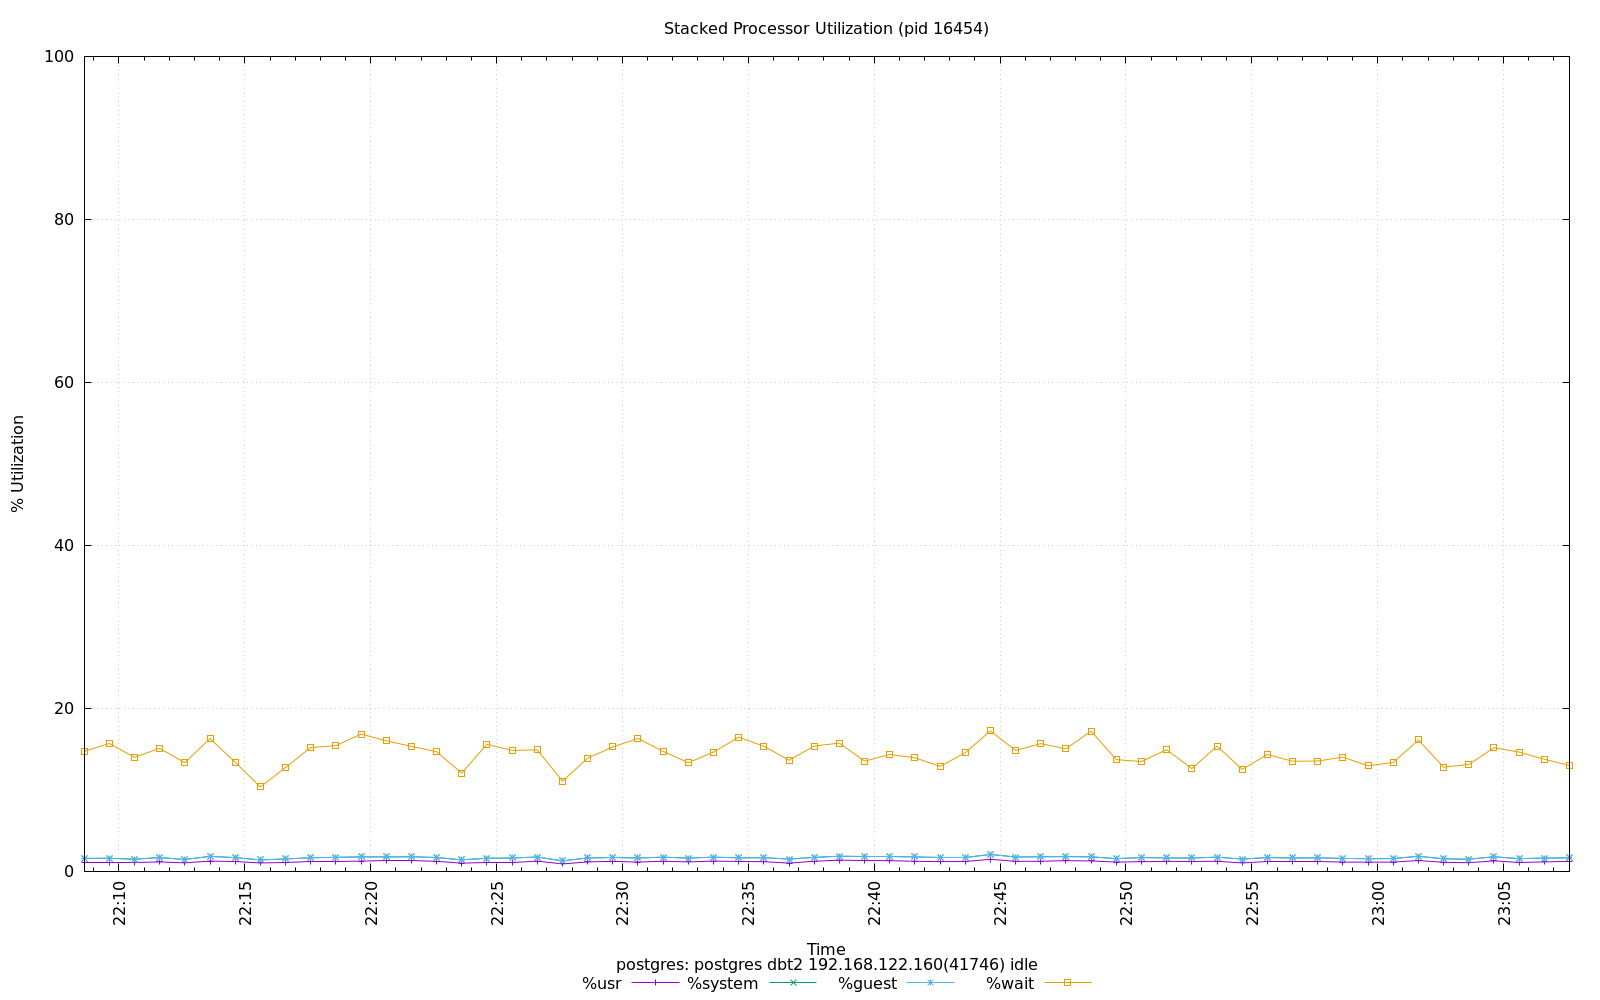 Stacked Processor Utilization (pid 16454)
100
80
60
40
20
0
% Utilization
22:10 22:15 22:20 22:25 22:30 22:35 22:40 22:45 22:50 22:55 23:00 23:05
Time
postgres: postgres dbt2 192.168.122.160(41746) idle
%usr %system %guest %wait